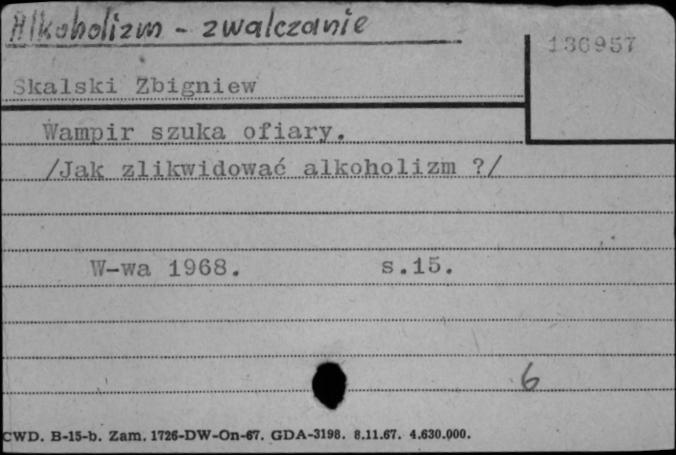 Alkoholizm - zwalczanie
136957
Skalski Zbigniew
Wampir szuka ofiary.
/Jak zlikwidować alkoholizm ?/
W-wa 1968. s.15.
6
CWD. B-15-b. Zam. 1726-DW-On-67. GDA-3198. 8.11.67. 4.630.000.